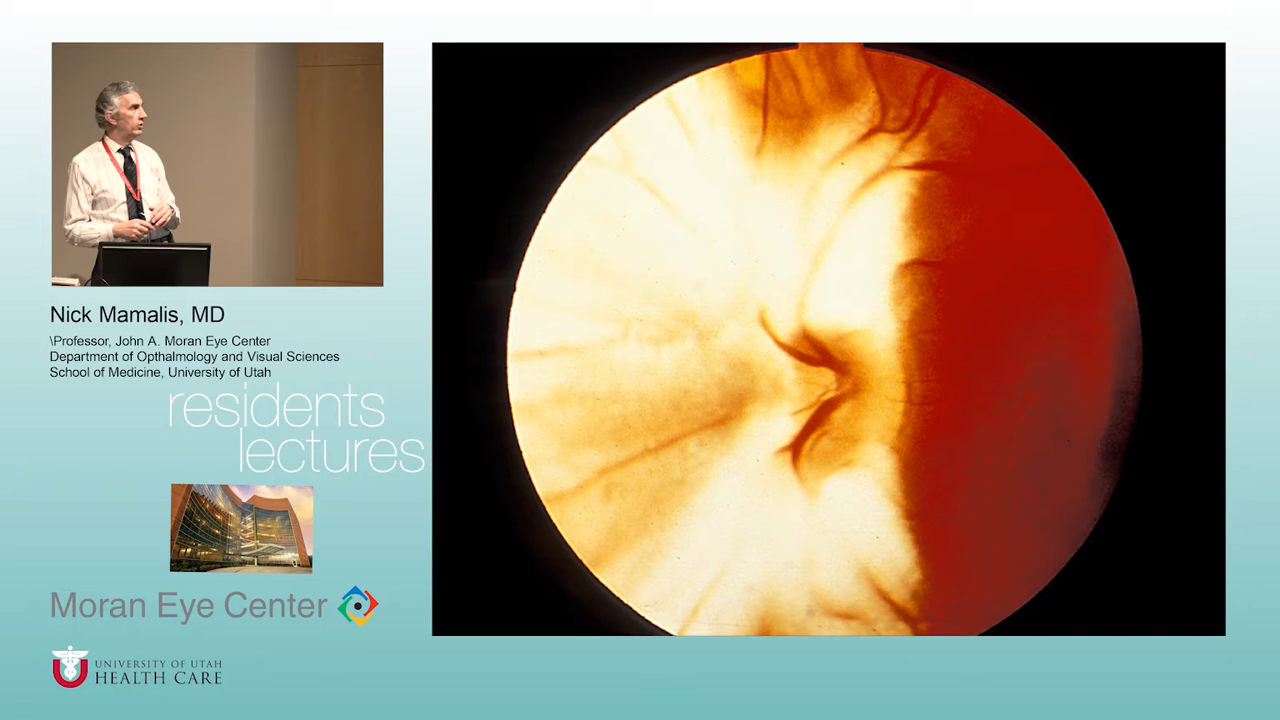 Nick Mamalis, MD
\Professor, John A. Moran Eye Center
Department of Opthalmology and Visual Sciences
School of Medicine, University of Utah
residents
lectures
Moran Eye Center
UNIVERSITY OF UTAH
HEALTH CARE